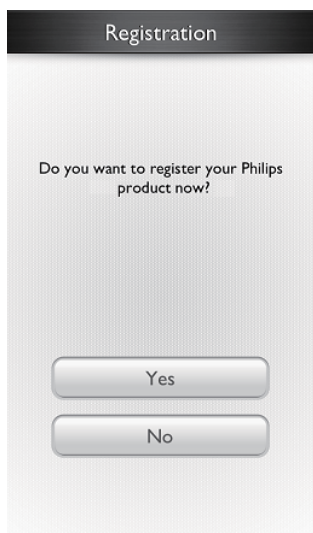 Registration
Do you want to register your Philips
product now?
Yes
No